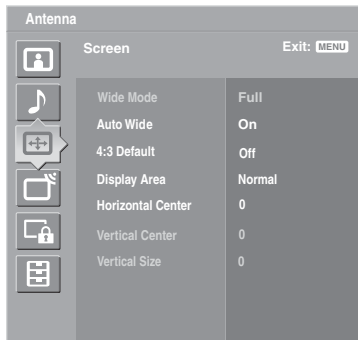 Antenna
Screen Exit: MENU
Wide Mode Full
Auto Wide On
4:3 Default Off
Display Area Normal
Horizontal Center 0
Vertical Center 0
Vertical Size 0